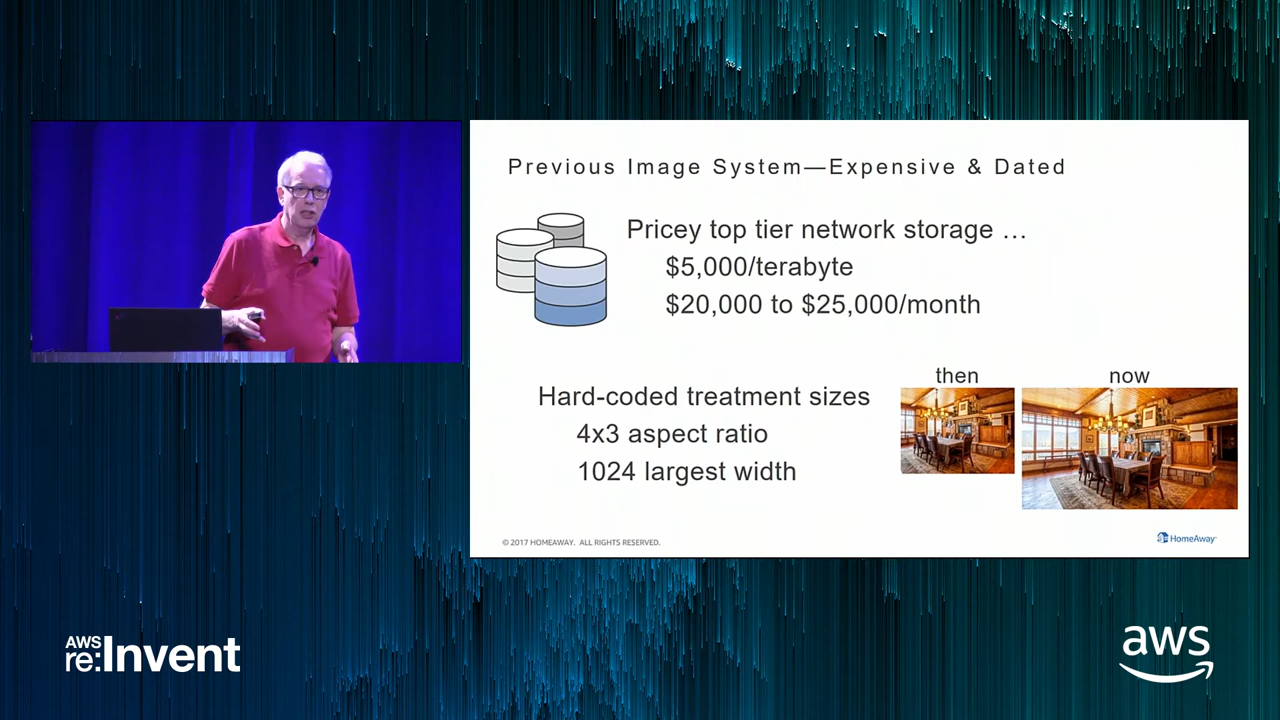 Previous Image System—Expensive & Dated
Pricey top tier network storage …
$5,000/terabyte
$20,000 to $25,000/month
then
now
Hard-coded treatment sizes
4x3 aspect ratio
1024 largest width
© 2017 HOMEAWAY. ALL RIGHTS RESERVED.
HomeAway
AWS
re:Invent
aws